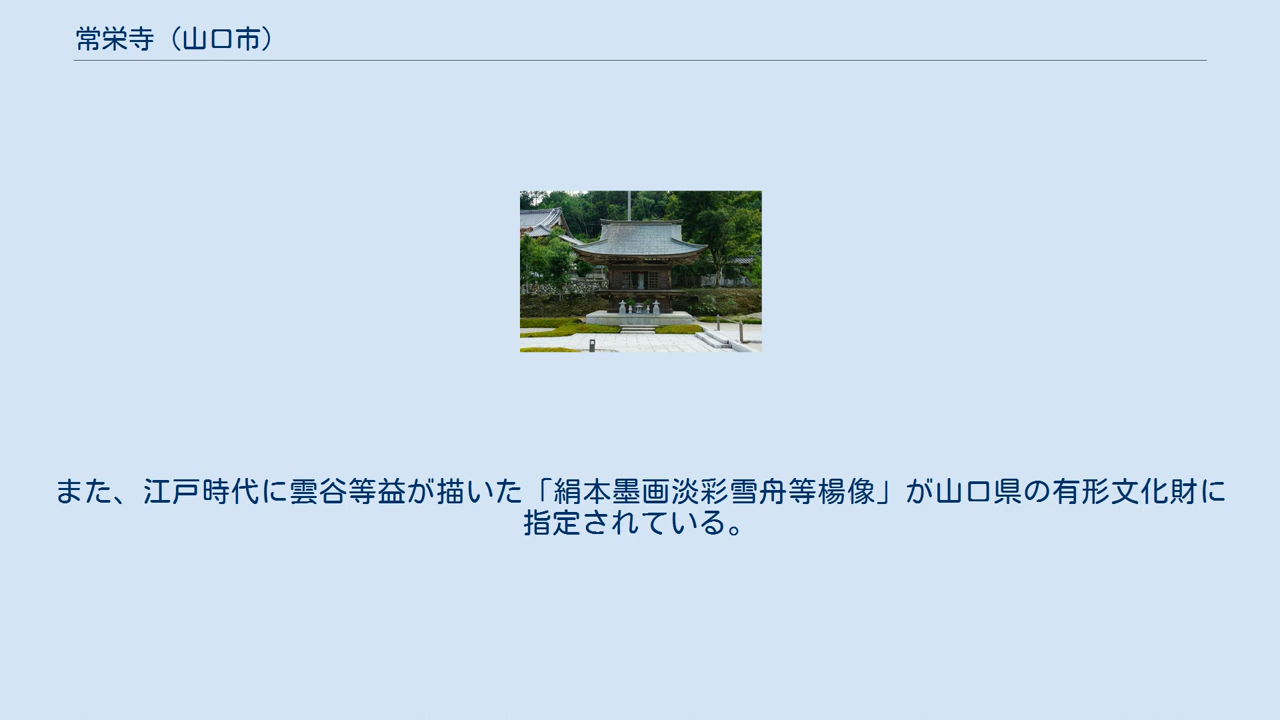 常栄寺（山口市）
また、江戸時代に雲谷等益が描いた「絹本墨画淡彩雪舟等楊像」が山口県の有形文化財に
指定されている。